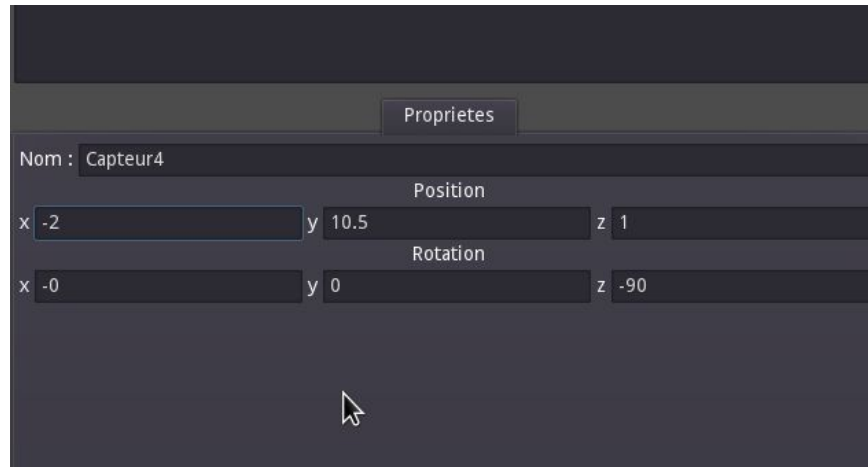 Proprietes
Nom : Capteur4
Position
x -2 y 10.5 z 1
Rotation
x -0 y 0 z -90